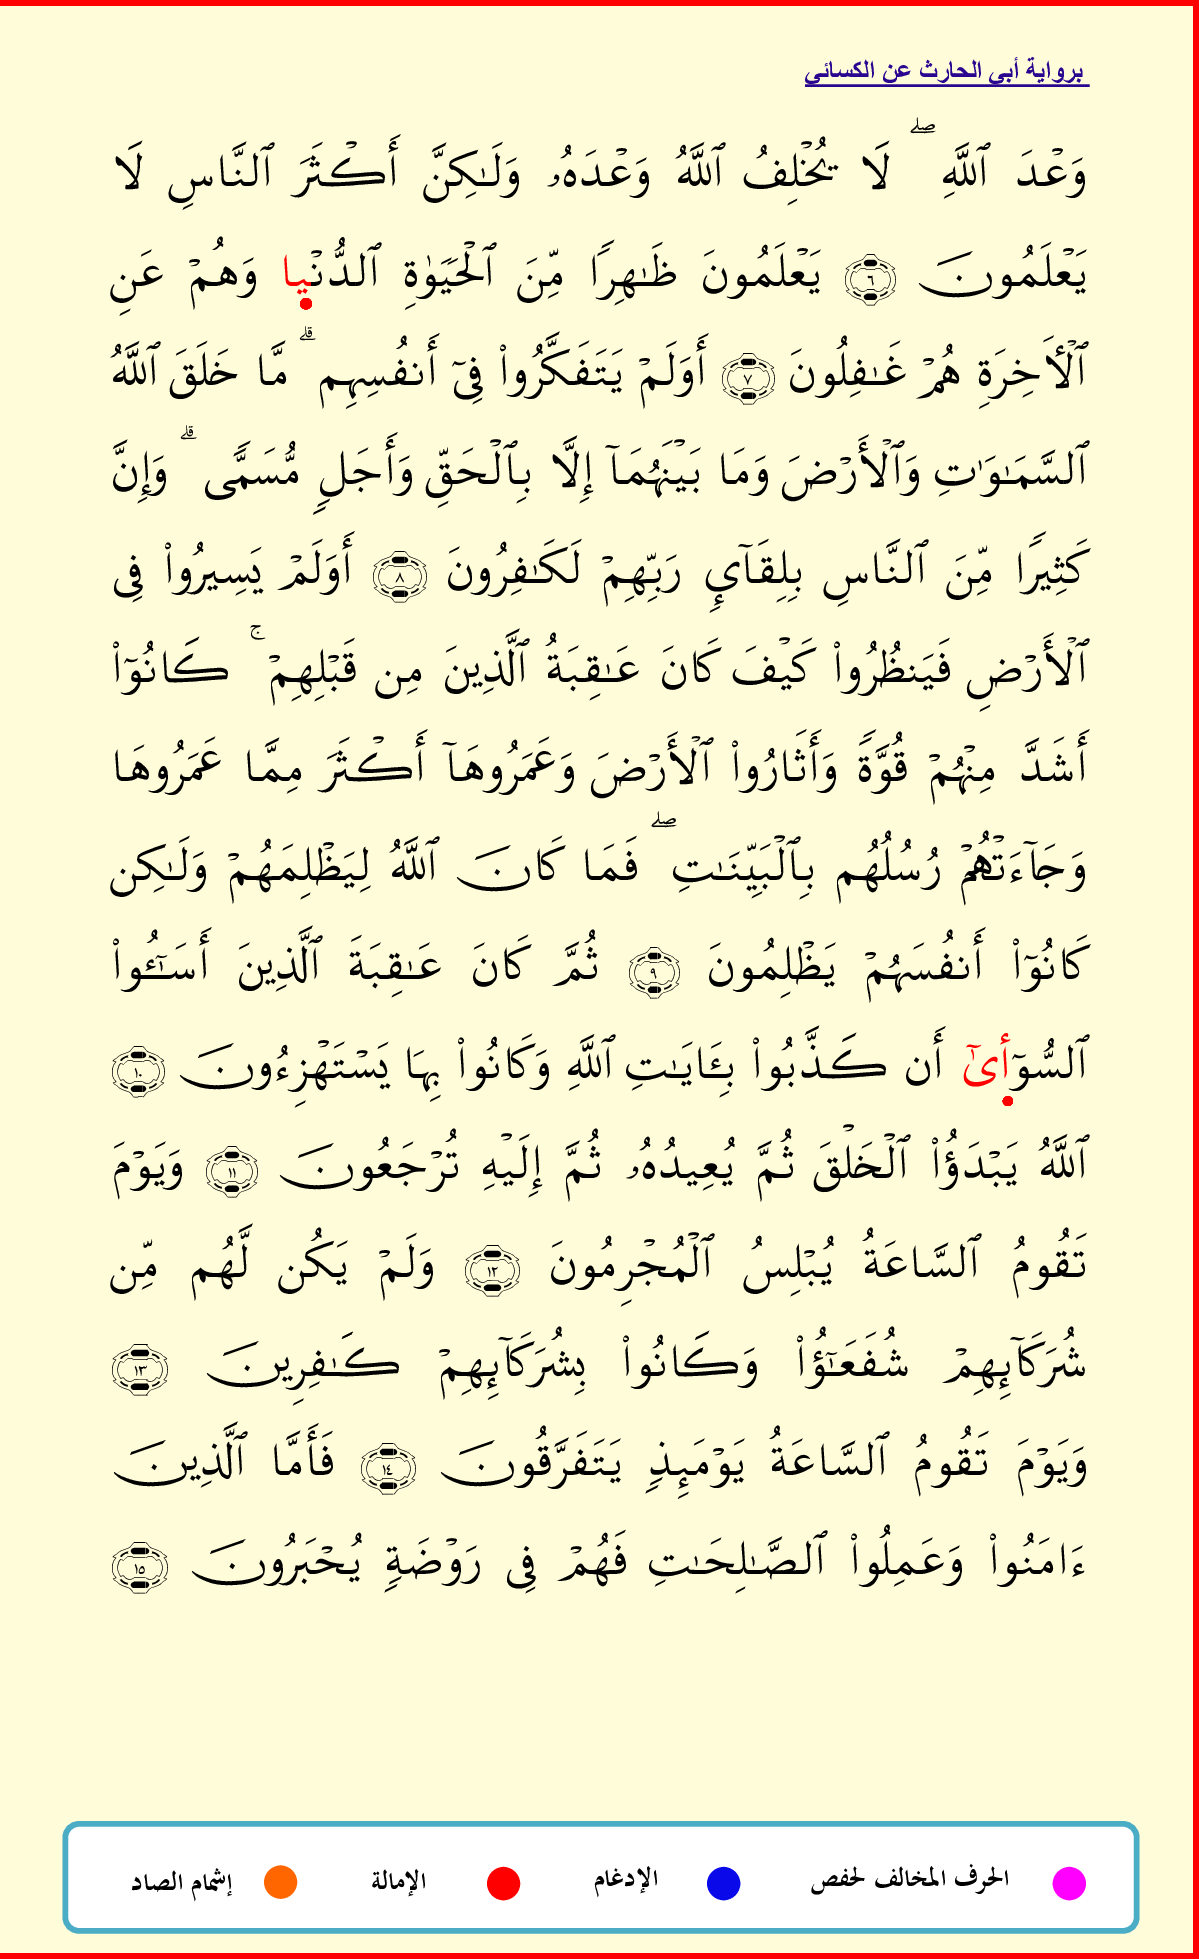 برواية أبي الحارث عن الكسائي
وَعْدَ ٱللَّهِ ۖ لَا يُخْلِفُ ٱللَّهُ وَعْدَهُۥ وَلَـٰكِنَّ أَكْثَرَ ٱلنَّاسِ لَا
يَعْلَمُونَ ٦ يَعْلَمُونَ ظَـٰهِرًا مِّنَ ٱلْحَيَوٰةِ ٱلدُّنْيا وَهُمْ عَنِ
ٱلْأَخِرَةِ هُمْ غَـٰفِلُونَ ٧ أَوَلَمْ يَتَفَكَّرُوا۟ فِىٓ أَنفُسِهِم ۗ مَّا خَلَقَ ٱللَّهُ
ٱلسَّمَـٰوَٰتِ وَٱلْأَرْضَ وَمَا بَيْنَهُمَآ إِلَّا بِٱلْحَقِّ وَأَجَلٍ مُّسَمًّى ۗ وَإِنَّ
كَثِيرًا مِّنَ ٱلنَّاسِ بِلِقَآىِٕ رَبِّهِمْ لَكَـٰفِرُونَ ٨ أَوَلَمْ يَسِيرُوا۟ فِى
ٱلْأَرْضِ فَيَنظُرُوا۟ كَيْفَ كَانَ عَـٰقِبَةُ ٱلَّذِينَ مِن قَبْلِهِمْ ۚ كَانُوٓا۟
أَشَدَّ مِنْهُمْ قُوَّةً وَأَثَارُوا۟ ٱلْأَرْضَ وَعَمَرُوهَآ أَكْثَرَ مِمَّا عَمَرُوهَا
وَجَآءَتْهُمْ رُسُلُهُم بِٱلْبَيِّنَـٰتِ ۖ فَمَا كَانَ ٱللَّهُ لِيَظْلِمَهُمْ وَلَـٰكِن
كَانُوٓا۟ أَنفُسَهُمْ يَظْلِمُونَ ٩ ثُمَّ كَانَ عَـٰقِبَةَ ٱلَّذِينَ أَسَـٰٓـُٔوا۟
ٱلسُّوٓأىٰٓ أَن كَذَّبُوا۟ بِـَٔايَـٰتِ ٱللَّهِ وَكَانُوا۟ بِهَا يَسْتَهْزِءُونَ ١٠
ٱللَّهُ يَبْدَؤُا۟ ٱلْخَلْقَ ثُمَّ يُعِيدُهُۥ ثُمَّ إِلَيْهِ تُرْجَعُونَ ١١ وَيَوْمَ
تَقُومُ ٱلسَّاعَةُ يُبْلِسُ ٱلْمُجْرِمُونَ ١٢ وَلَمْ يَكُن لَّهُم مِّن
شُرَكَآئِهِمْ شُفَعَـٰٓؤُا۟ وَكَانُوا۟ بِشُرَكَآئِهِمْ كَـٰفِرِينَ ١٣
وَيَوْمَ تَقُومُ ٱلسَّاعَةُ يَوْمَئِذٍ يَتَفَرَّقُونَ ١٤ فَأَمَّا ٱلَّذِينَ
ءَامَنُوا۟ وَعَمِلُوا۟ ٱلصَّـٰلِحَـٰتِ فَهُمْ فِى رَوْضَةٍ يُحْبَرُونَ ١٥
الحرف المخالف لحفص الإدغام الإمالة إشمام الصاد